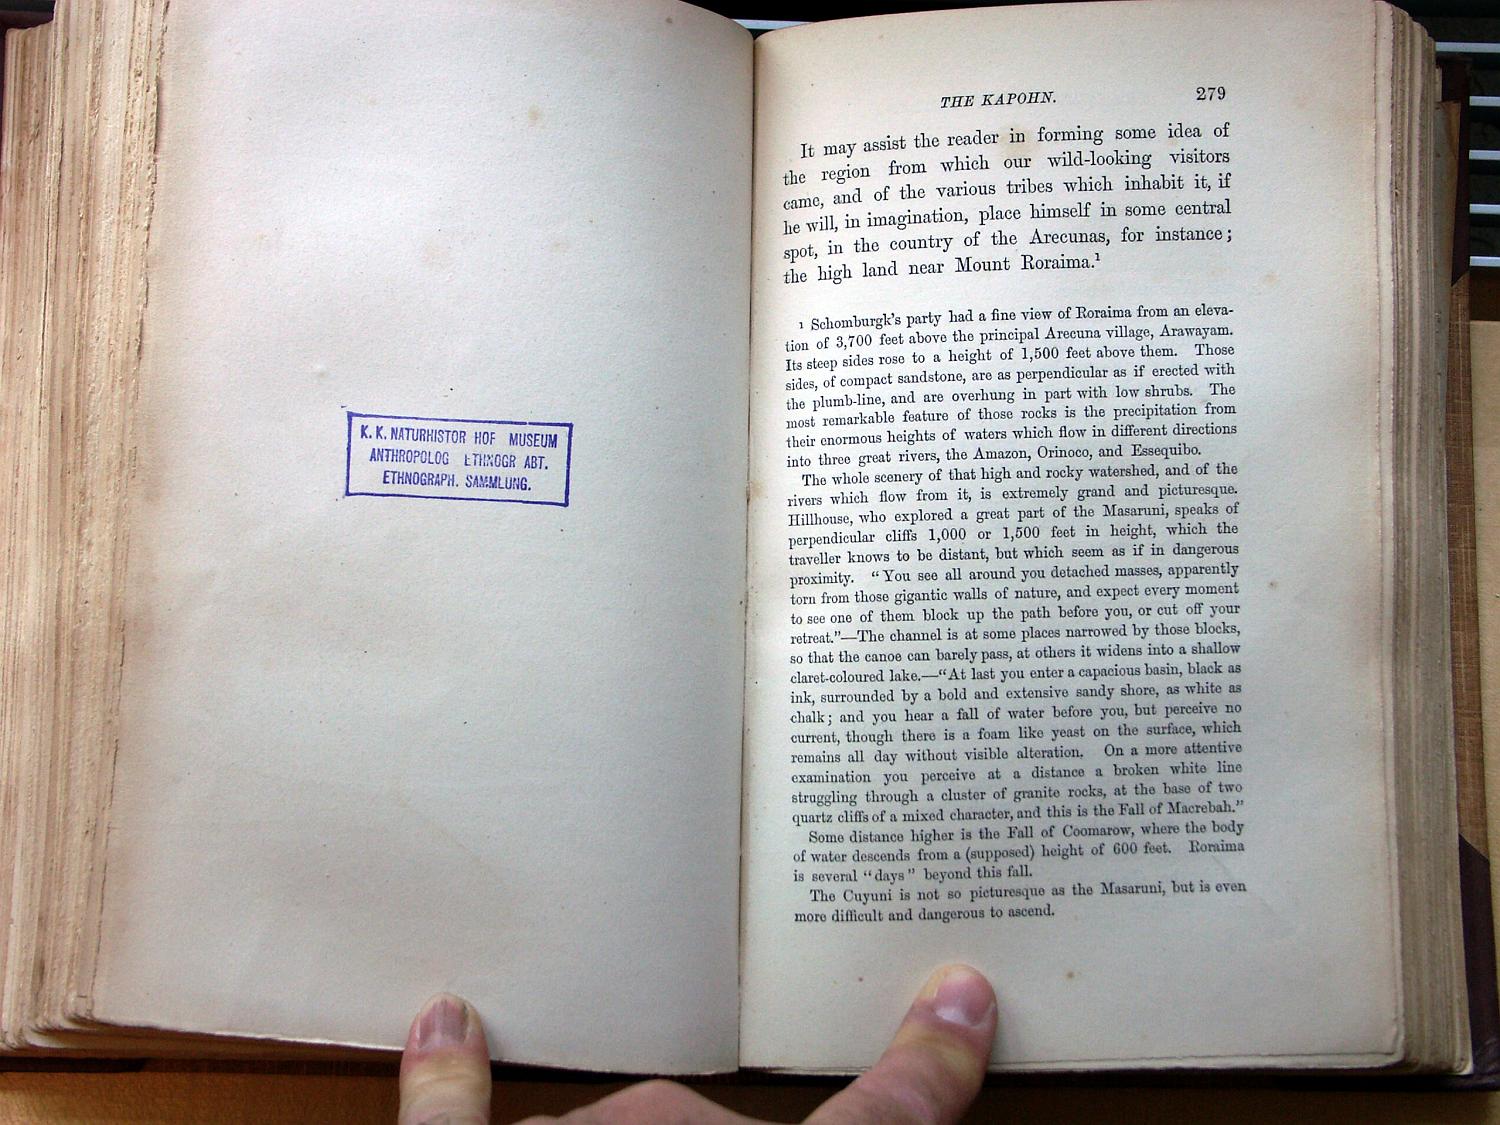 K. K. NATURHISTOR HOF MUSEUM
ANTHROPOLOG ETHNOGR ABT.
ETHNOGRAPH. SAMMLUNG.
THE KAPOHN. 279
It may assist the reader in forming some idea of
the region from which our wild-looking visitors
came, and of the various tribes which inhabit it, if
he will, in imagination, place himself in some central
spot, in the country of the Arecunas, for instance;
the high land near Mount Roraima.¹
¹ Schomburgk's party had a fine view of Roraima from an eleva-
tion of 3,700 feet above the principal Arecuna village, Arawayam.
Its steep sides rose to a height of 1,500 feet above them. Those
sides, of compact sandstone, are as perpendicular as if erected with
the plumb-line, and are overhung in part with low shrubs. The
most remarkable feature of those rocks is the precipitation from
their enormous heights of waters which flow in different directions
into three great rivers, the Amazon, Orinoco, and Essequibo.
The whole scenery of that high and rocky watershed, and of the
rivers which flow from it, is extremely grand and picturesque.
Hillhouse, who explored a great part of the Masaruni, speaks of
perpendicular cliffs 1,000 or 1,500 feet in height, which the
traveller knows to be distant, but which seem as if in dangerous
proximity. "You see all around you detached masses, apparently
torn from those gigantic walls of nature, and expect every moment
to see one of them block up the path before you, or cut off your
retreat."—The channel is at some places narrowed by those blocks,
so that the canoe can barely pass, at others it widens into a shallow
claret-coloured lake.—"At last you enter a capacious basin, black as
ink, surrounded by a bold and extensive sandy shore, as white as
chalk; and you hear a fall of water before you, but perceive no
current, though there is a foam like yeast on the surface, which
remains all day without visible alteration. On a more attentive
examination you perceive at a distance a broken white line
struggling through a cluster of granite rocks, at the base of two
quartz cliffs of a mixed character, and this is the Fall of Macrebah."
Some distance higher is the Fall of Coomarow, where the body
of water descends from a (supposed) height of 600 feet. Roraima
is several "days" beyond this fall.
The Cuyuni is not so picturesque as the Masaruni, but is even
more difficult and dangerous to ascend.